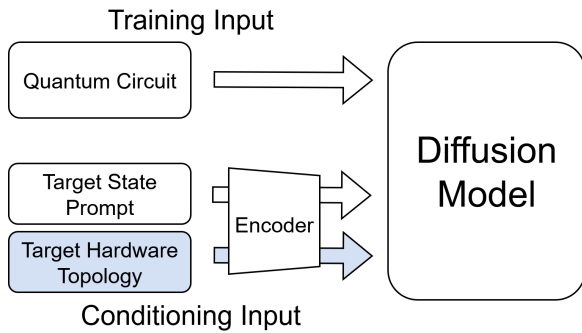 Training Input
Quantum Circuit
Target State
Prompt
Target Hardware
Topology
Encoder
Conditioning Input
Diffusion
Model